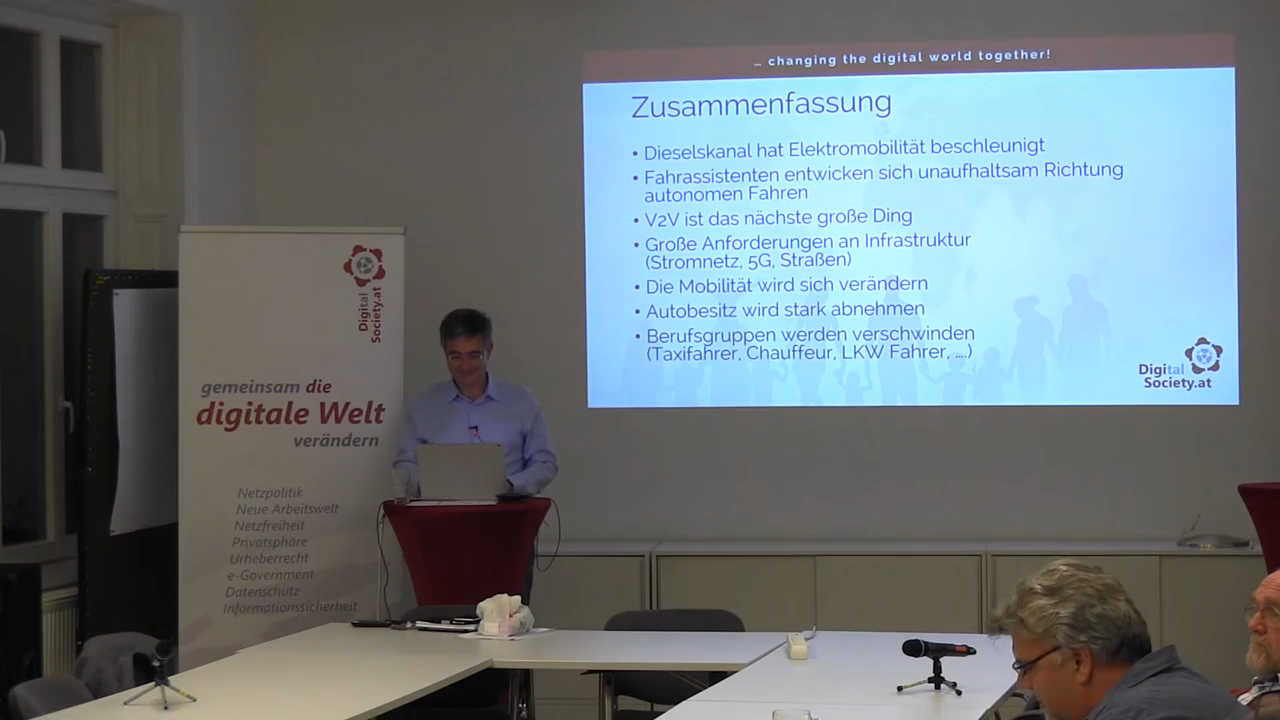 … changing the digital world together!
Zusammenfassung
• Dieselskanal hat Elektromobilität beschleunigt
• Fahrassistenten entwicken sich unaufhaltsam Richtung
autonomen Fahren
• V2V ist das nächste große Ding
• Große Anforderungen an Infrastruktur
(Stromnetz, 5G, Straßen)
• Die Mobilität wird sich verändern
• Autobesitz wird stark abnehmen
• Berufsgruppen werden verschwinden
(Taxifahrer, Chauffeur, LKW Fahrer, ....)
Digital
Society.at
Digital
Society.at
gemeinsam die
digitale Welt
verändern
Netzpolitik
Neue Arbeitswelt
Netzfreiheit
Privatsphäre
Urheberrecht
e-Government
Datenschutz
Informationssicherheit